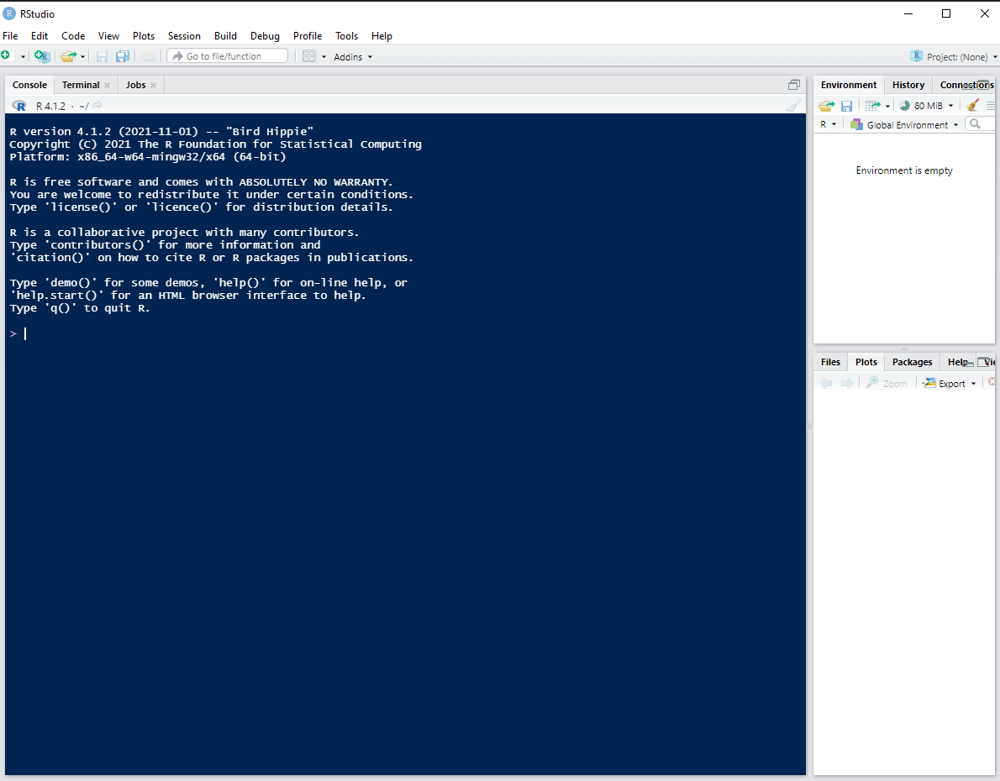 RStudio
File Edit Code View Plots Session Build Debug Profile Tools Help
Go to file/function Addins Project: (None)
Console Terminal Jobs
R 4.1.2 · ~/
R version 4.1.2 (2021-11-01) -- "Bird Hippie"
Copyright (C) 2021 The R Foundation for Statistical Computing
Platform: x86_64-w64-mingw32/x64 (64-bit)
R is free software and comes with ABSOLUTELY NO WARRANTY.
You are welcome to redistribute it under certain conditions.
Type 'license()' or 'licence()' for distribution details.
R is a collaborative project with many contributors.
Type 'contributors()' for more information and
'citation()' on how to cite R or R packages in publications.
Type 'demo()' for some demos, 'help()' for on-line help, or
'help.start()' for an HTML browser interface to help.
Type 'q()' to quit R.
>
Environment History Connections
80 MiB
R Global Environment
Environment is empty
Files Plots Packages Help
Zoom Export